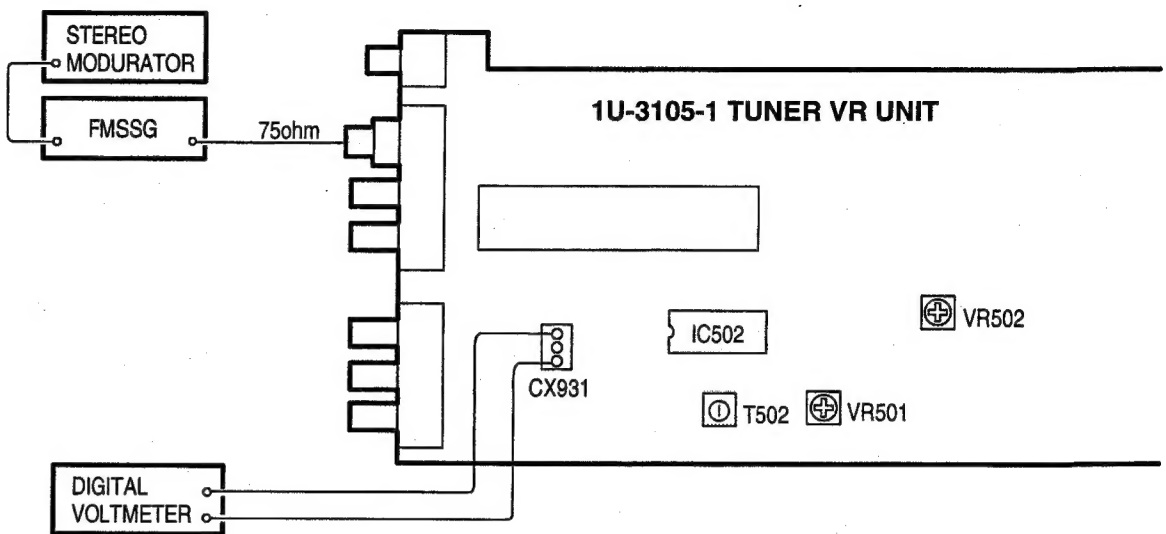 STEREO
MODURATOR
FMSSG
75ohm
1U-3105-1 TUNER VR UNIT
VR502
IC502
CX931
T502
VR501
DIGITAL
VOLTMETER